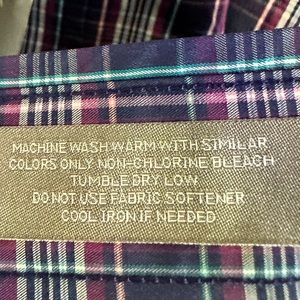 MACHINE WASH WARM WITH SIMILAR
COLORS ONLY NON-CHLORINE BLEACH
TUMBLE DRY LOW
DO NOT USE FABRIC SOFTENER
COOL IRON IF NEEDED